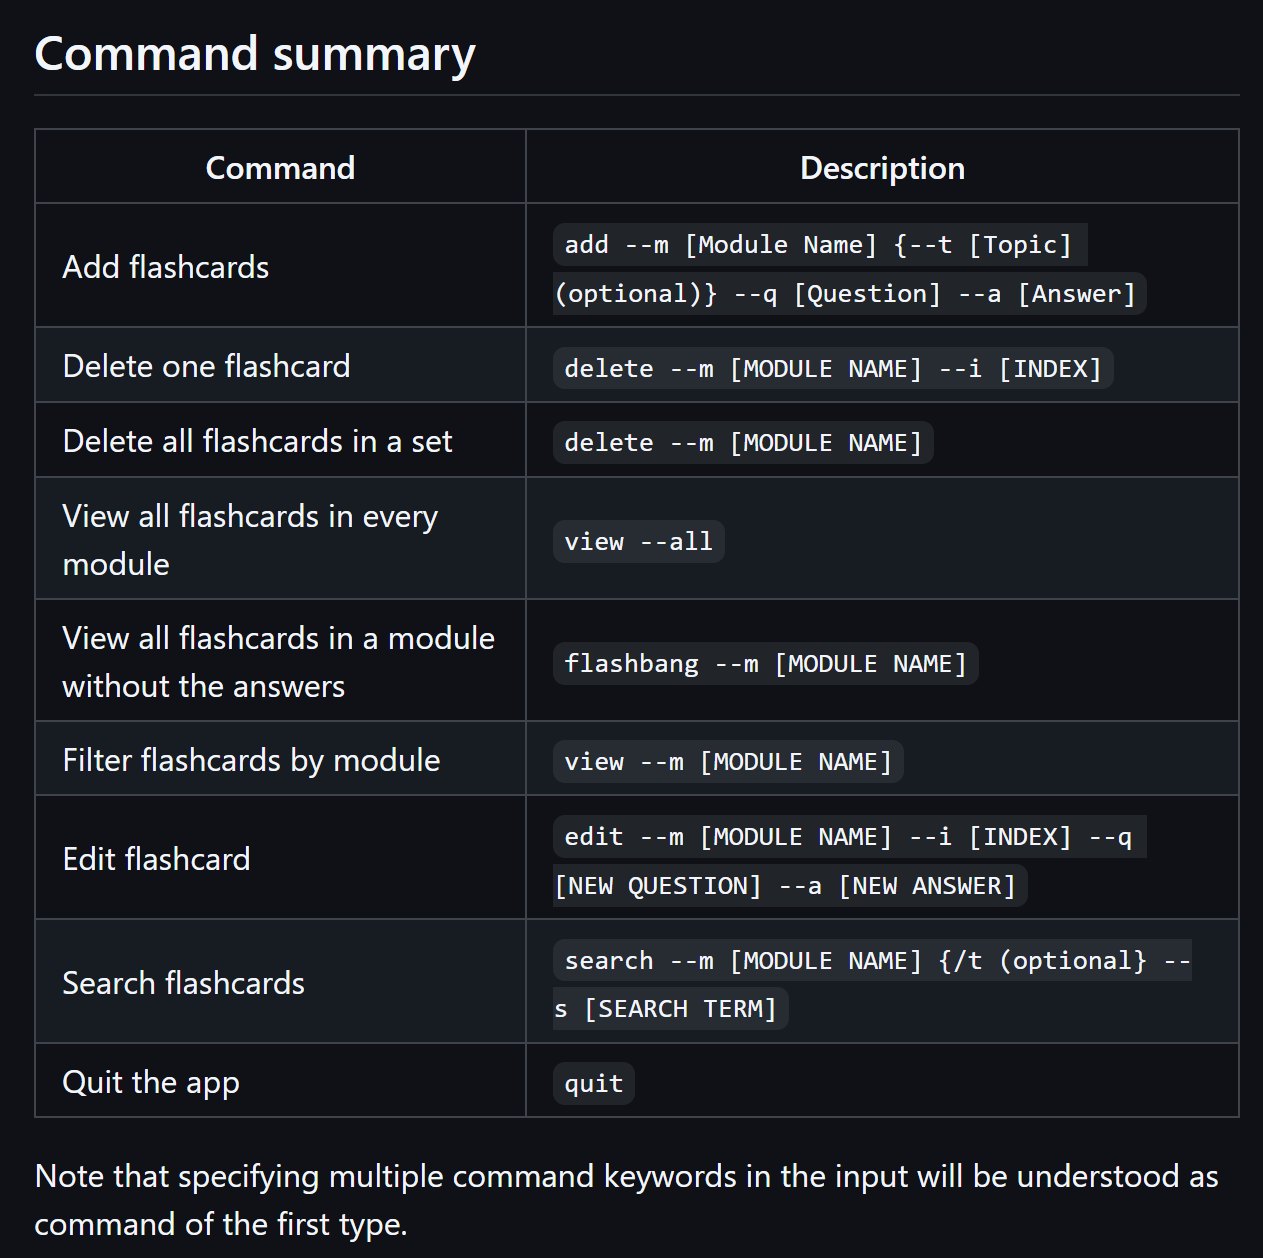 Command summary
Command
Description
Add flashcards
add --m [Module Name] {--t [Topic]
(optional)} --q [Question] --a [Answer]
Delete one flashcard
delete --m [MODULE NAME] --i [INDEX]
Delete all flashcards in a set
delete --m [MODULE NAME]
View all flashcards in every
module
view --all
View all flashcards in a module
without the answers
flashbang --m [MODULE NAME]
Filter flashcards by module
view --m [MODULE NAME]
Edit flashcard
edit --m [MODULE NAME] --i [INDEX] --q
[NEW QUESTION] --a [NEW ANSWER]
Search flashcards
search --m [MODULE NAME] {/t (optional} --
s [SEARCH TERM]
Quit the app
quit
Note that specifying multiple command keywords in the input will be understood as
command of the first type.